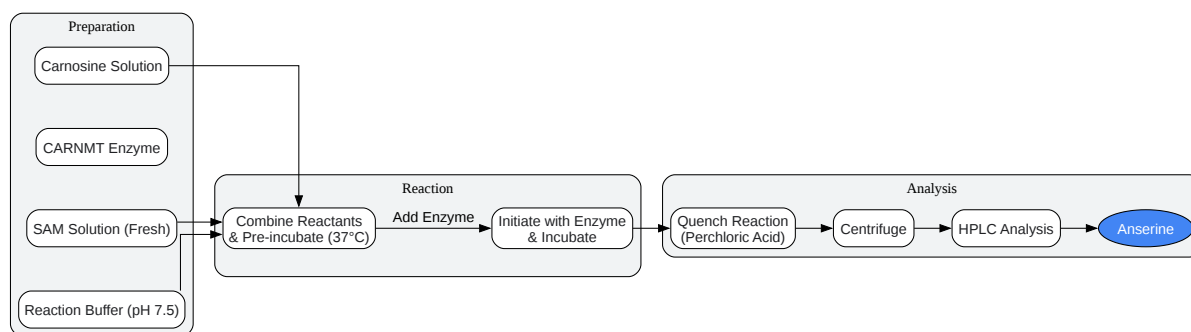 Preparation
Carnosine Solution
CARNMT Enzyme
SAM Solution (Fresh)
Reaction Buffer (pH 7.5)
Reaction
Combine Reactants
& Pre-incubate (37°C)
Add Enzyme
Initiate with Enzyme
& Incubate
Analysis
Quench Reaction
(Perchloric Acid)
Centrifuge
HPLC Analysis
Anserine